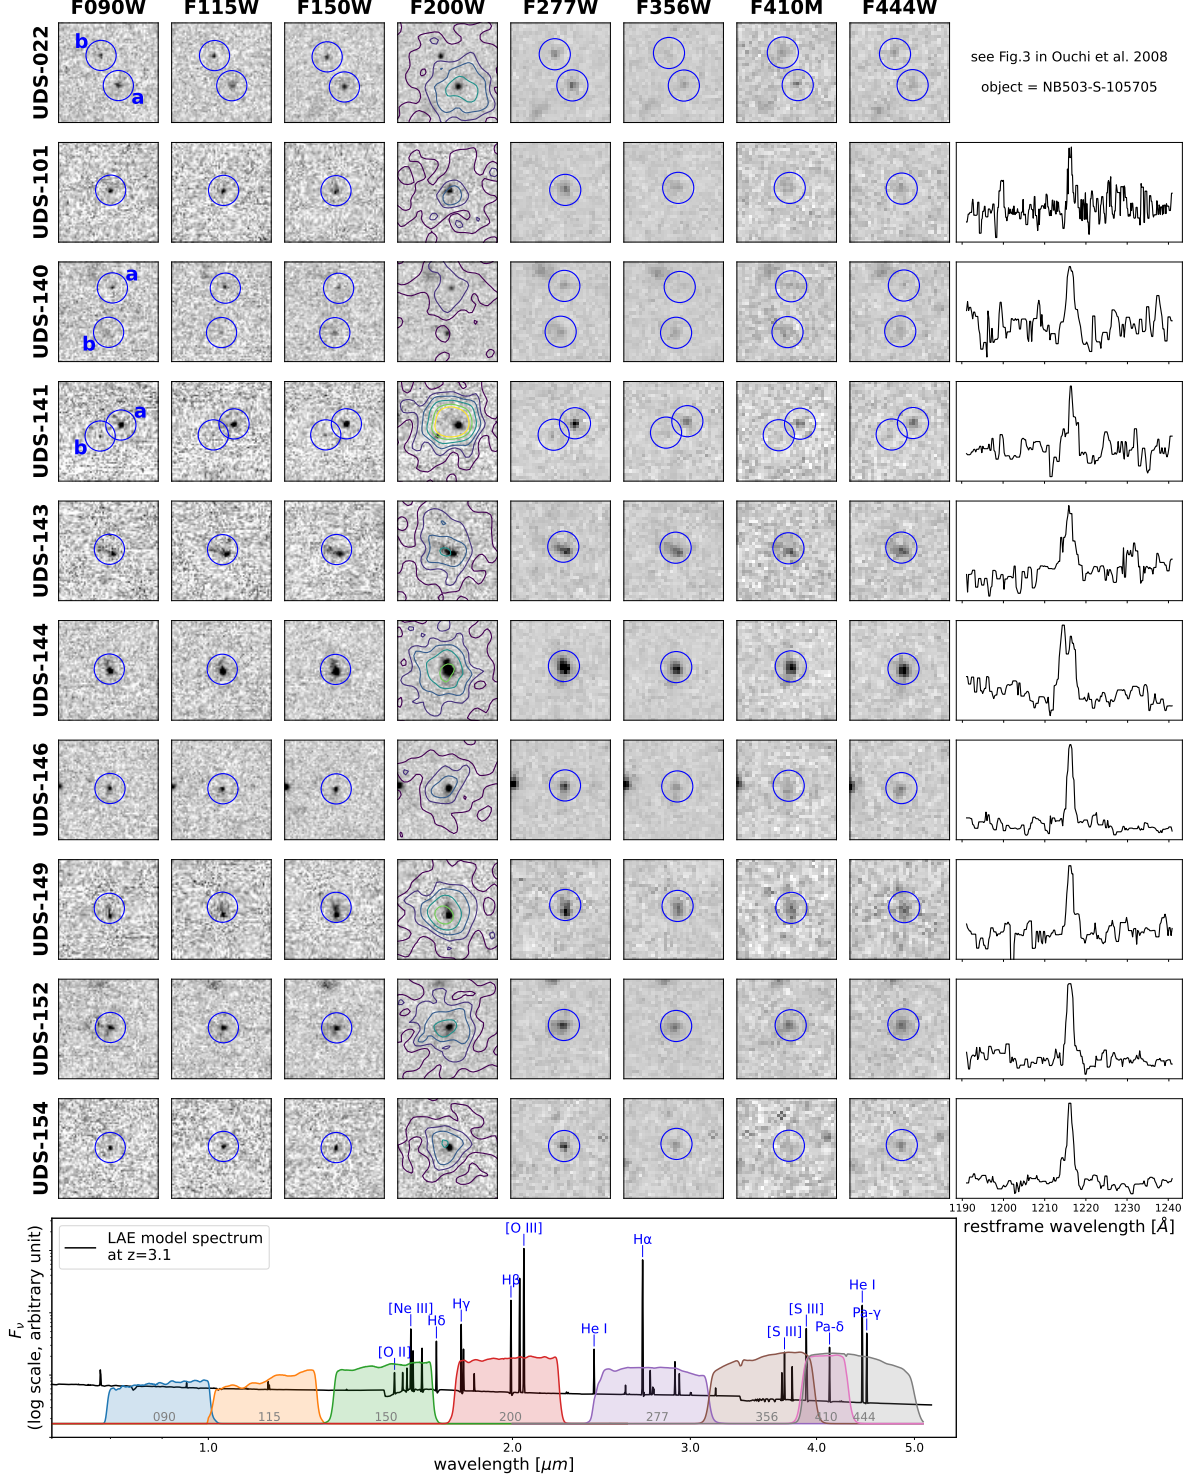 F090W F115W F150W F200W F277W F356W F410M F444W
UDS-022
b
a
see Fig.3 in Ouchi et al. 2008
object = NB503-S-105705
UDS-101
UDS-140
a
b
UDS-141
a
b
UDS-143
UDS-144
UDS-146
UDS-149
UDS-152
UDS-154
1190 1200 1210 1220 1230 1240
restframe wavelength [Å]
LAE model spectrum
at z=3.1
[O III]
Hα
Hβ
He I
[Ne III]
Hγ
[S III]
Pa-γ
Hδ
He I
[S III]
Pa-δ
[O II]
090 115 150 200 277 356 410 444
Fν
(log scale, arbitrary unit)
1.0 2.0 3.0 4.0 5.0
wavelength [μm]